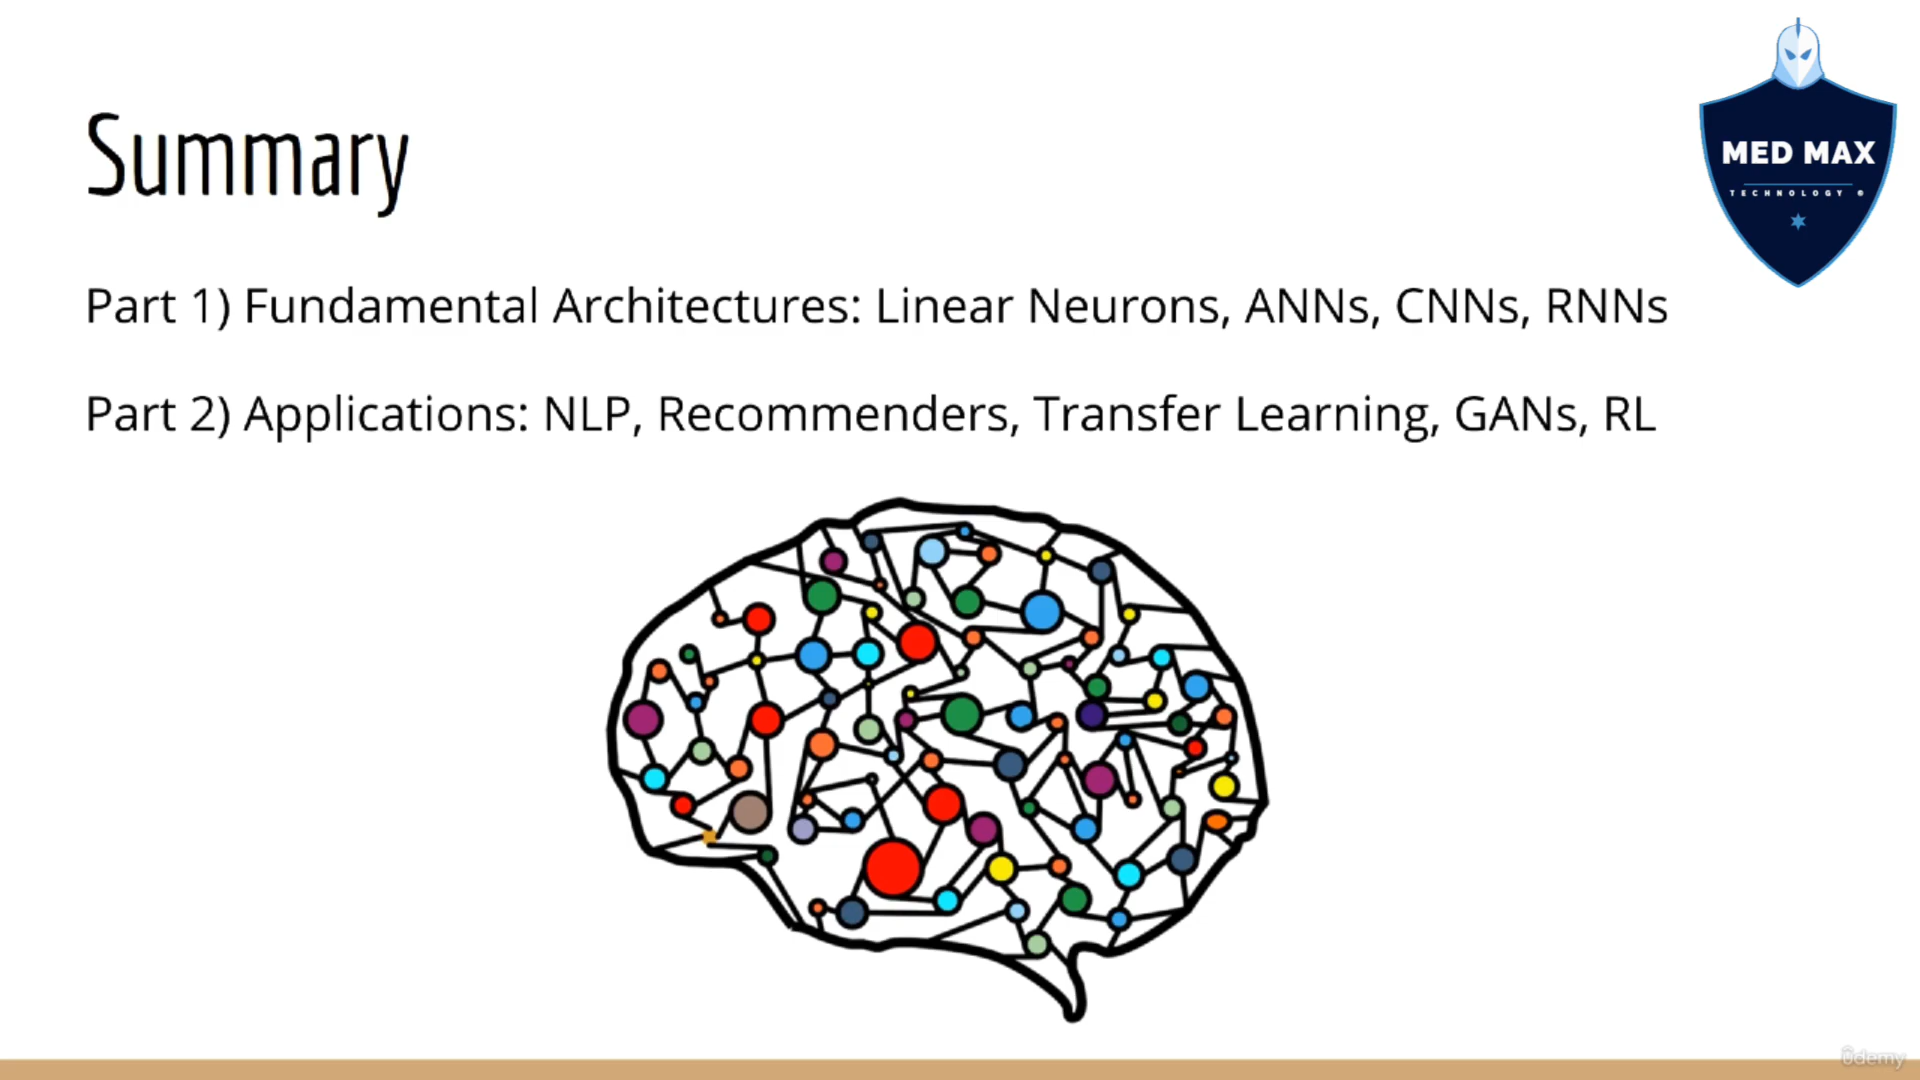 Summary
MED MAX
TECHNOLOGY ®
Part 1) Fundamental Architectures: Linear Neurons, ANNs, CNNs, RNNs
Part 2) Applications: NLP, Recommenders, Transfer Learning, GANs, RL
ûdemy